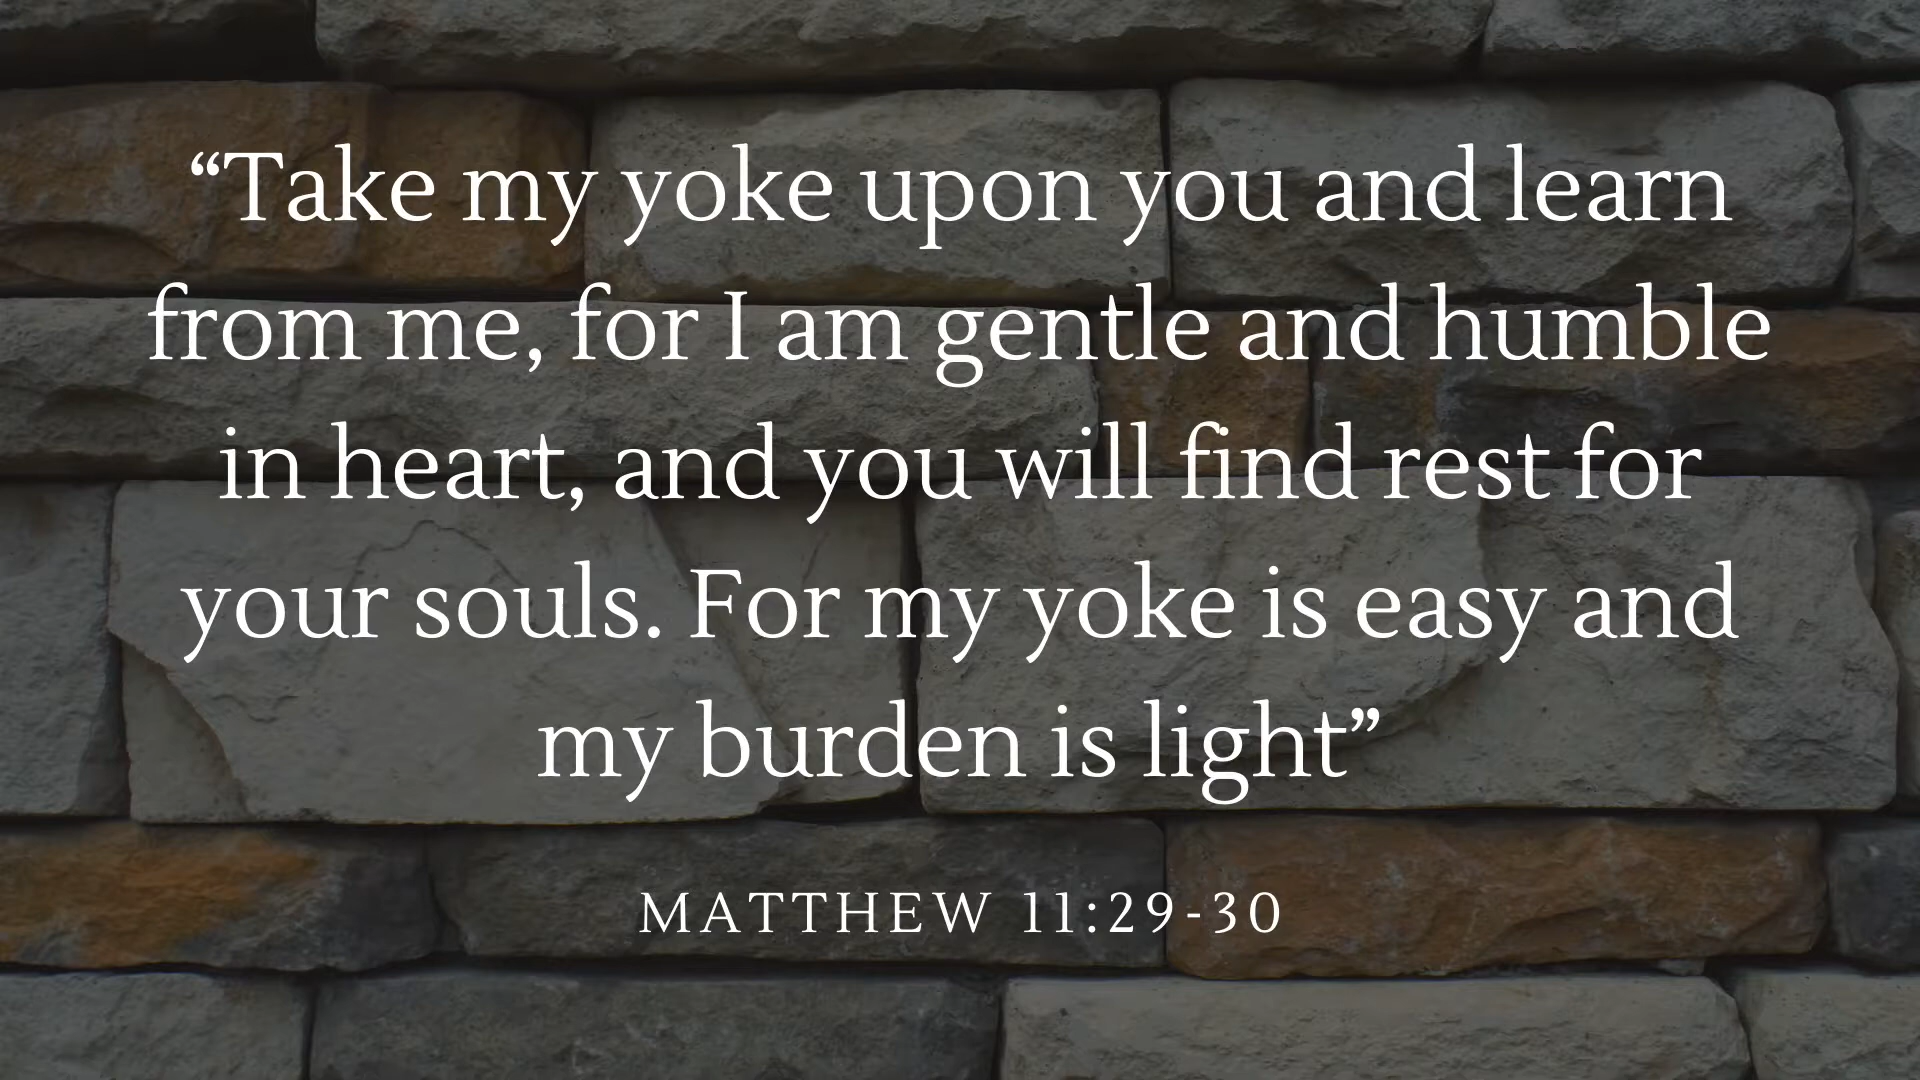 “Take my yoke upon you and learn
from me, for I am gentle and humble
in heart, and you will find rest for
your souls. For my yoke is easy and
my burden is light”
MATTHEW 11:29-30